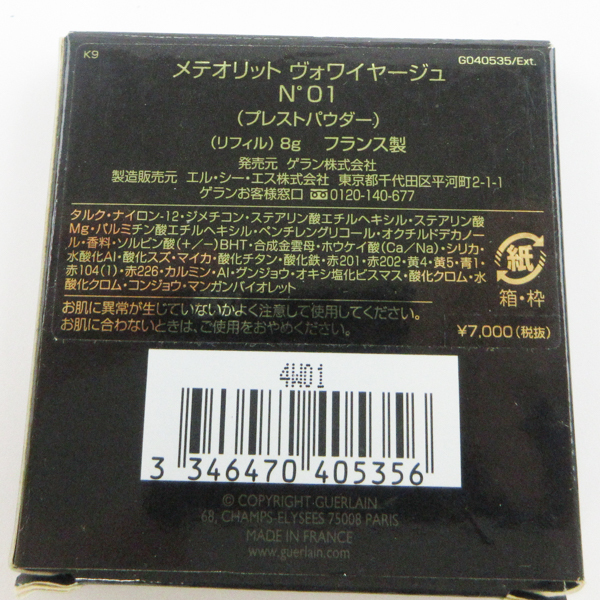 K9
G040535/Ext.
メテオリット ヴォワイヤージュ
N°01
(プレストパウダー)
(リフィル) 8g フランス製
発売元 ゲラン株式会社
製造販売元 エル・シー・エス株式会社 東京都千代田区平河町2-1-1
ゲランお客様窓口 0120-140-677
タルク・ナイロン-12・ジメチコン・ステアリン酸エチルヘキシル・ステアリン酸
Mg・パルミチン酸エチルヘキシル・ペンチレングリコール・オクチルドデカノー
ル・香料・ソルビン酸(+/−)BHT・合成金雲母・ホウケイ酸(Ca/Na)・シリカ・
水酸化Al・酸化スズ・マイカ・酸化チタン・酸化鉄・赤201・赤202・黄4・黄5・青1・
赤104(1)・赤226・カルミン・Al・グンジョウ・オキシ塩化ビスマス・酸化クロム・水
酸化クロム・コンジョウ・マンガンバイオレット
紙
箱・枠
お肌に異常が生じていないかよく注意して使用してください。
お肌に合わないときは、ご使用をおやめください。
¥7,000(税抜)
4W01
3 346470 405356
© COPYRIGHT-GUERLAIN
68, CHAMPS-ELYSEES 75008 PARIS
MADE IN FRANCE
www.guerlain.com